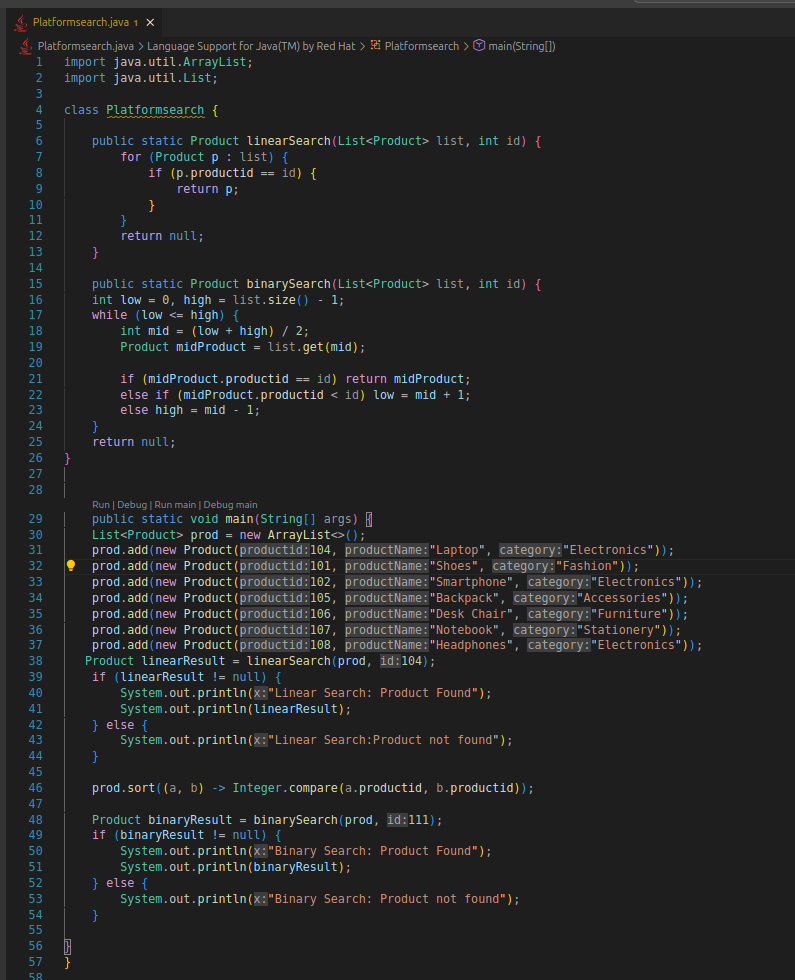 Platformsearch.java 1 ×
Platformsearch.java > Language Support for Java(TM) by Red Hat > Platformsearch > main(String[])
1 import java.util.ArrayList;
2 import java.util.List;
3
4 class Platformsearch {
5
6 public static Product linearSearch(List<Product> list, int id) {
7 for (Product p : list) {
8 if (p.productid == id) {
9 return p;
10 }
11 }
12 return null;
13 }
14
15 public static Product binarySearch(List<Product> list, int id) {
16 int low = 0, high = list.size() - 1;
17 while (low <= high) {
18 int mid = (low + high) / 2;
19 Product midProduct = list.get(mid);
20
21 if (midProduct.productid == id) return midProduct;
22 else if (midProduct.productid < id) low = mid + 1;
23 else high = mid - 1;
24 }
25 return null;
26 }
27
28
Run | Debug | Run main | Debug main
29 public static void main(String[] args) {
30 List<Product> prod = new ArrayList<>();
31 prod.add(new Product(productid:104, productName:"Laptop", category:"Electronics"));
32 prod.add(new Product(productid:101, productName:"Shoes", category:"Fashion"));
33 prod.add(new Product(productid:102, productName:"Smartphone", category:"Electronics"));
34 prod.add(new Product(productid:105, productName:"Backpack", category:"Accessories"));
35 prod.add(new Product(productid:106, productName:"Desk Chair", category:"Furniture"));
36 prod.add(new Product(productid:107, productName:"Notebook", category:"Stationery"));
37 prod.add(new Product(productid:108, productName:"Headphones", category:"Electronics"));
38 Product linearResult = linearSearch(prod, id:104);
39 if (linearResult != null) {
40 System.out.println(x:"Linear Search: Product Found");
41 System.out.println(linearResult);
42 } else {
43 System.out.println(x:"Linear Search:Product not found");
44 }
45
46 prod.sort((a, b) -> Integer.compare(a.productid, b.productid));
47
48 Product binaryResult = binarySearch(prod, id:111);
49 if (binaryResult != null) {
50 System.out.println(x:"Binary Search: Product Found");
51 System.out.println(binaryResult);
52 } else {
53 System.out.println(x:"Binary Search: Product not found");
54 }
55
56 }
57 }
58